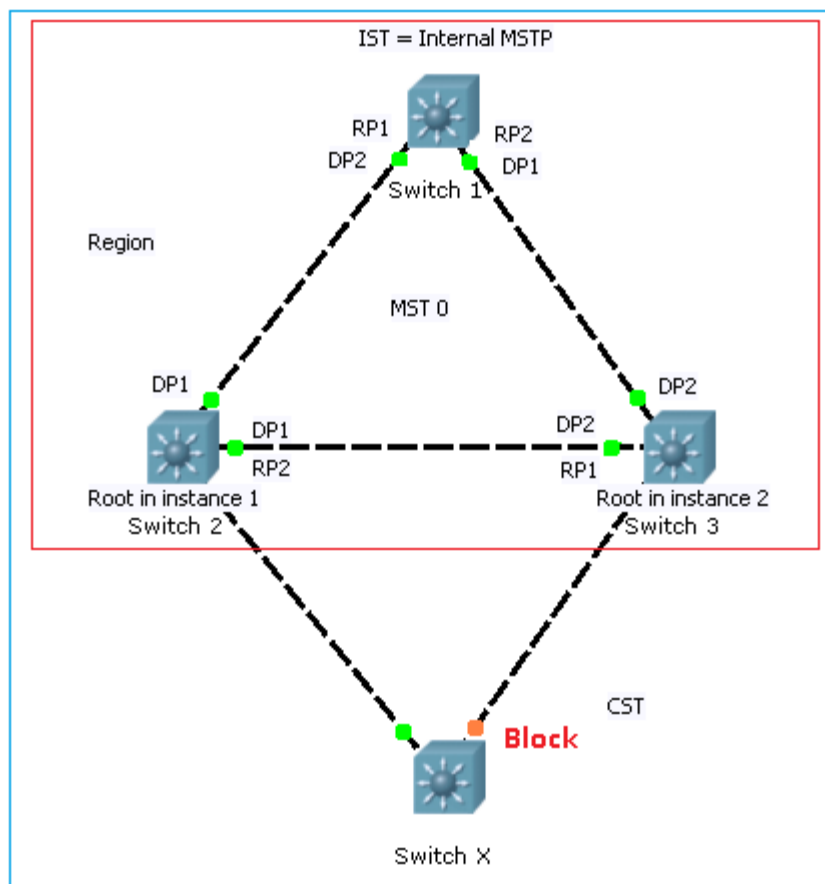 IST = Internal MSTP
RP1
RP2
DP2
DP1
Switch 1
Region
MST 0
DP1
DP2
DP1
DP2
RP2
RP1
Root in instance 1
Root in instance 2
Switch 2
Switch 3
CST
Block
Switch X